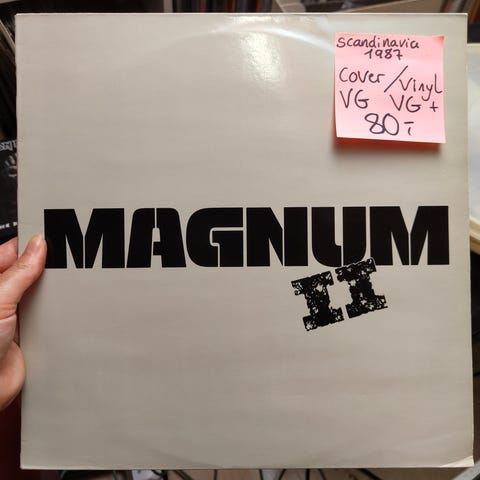 scandinavia
1987
cover/vinyl
VG VG+
80,-
MAGNUM
II